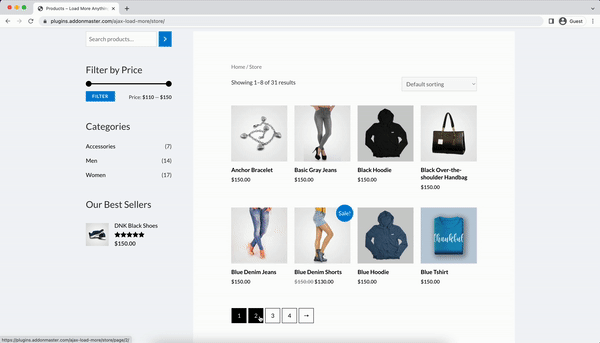 Products – Load More Anything
plugins.addonmaster.com/ajax-load-more/store/
Guest
Search products...
Filter by Price
FILTER
Price: $110 — $150
Categories
Accessories (7)
Men (14)
Women (17)
Our Best Sellers
DNK Black Shoes
$150.00
Home / Store
Showing 1–8 of 31 results
Default sorting
Anchor Bracelet
$150.00
Basic Gray Jeans
$150.00
Black Hoodie
$150.00
Black Over-the-
shoulder Handbag
$150.00
Blue Denim Jeans
$150.00
Sale!
Blue Denim Shorts
$150.00 $130.00
Blue Hoodie
$150.00
thankful
Blue Tshirt
$150.00
1 2 3 4 →
https://plugins.addonmaster.com/ajax-load-more/store/page/2/